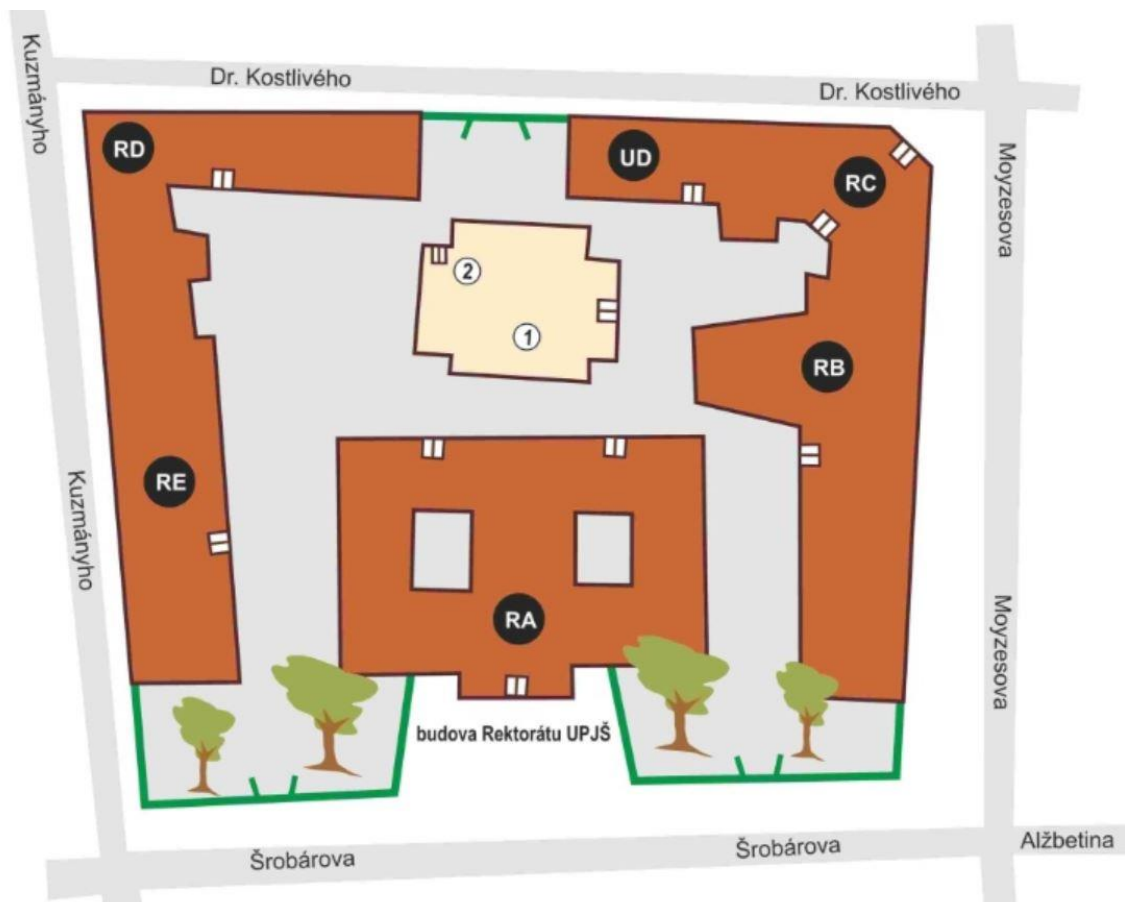 Kuzmányho
Dr. Kostlivého
Dr. Kostlivého
RD
UD
RC
Moyzesova
2
1
RB
Kuzmányho
RE
RA
Moyzesova
budova Rektorátu UPJŠ
Šrobárova
Šrobárova
Alžbetina